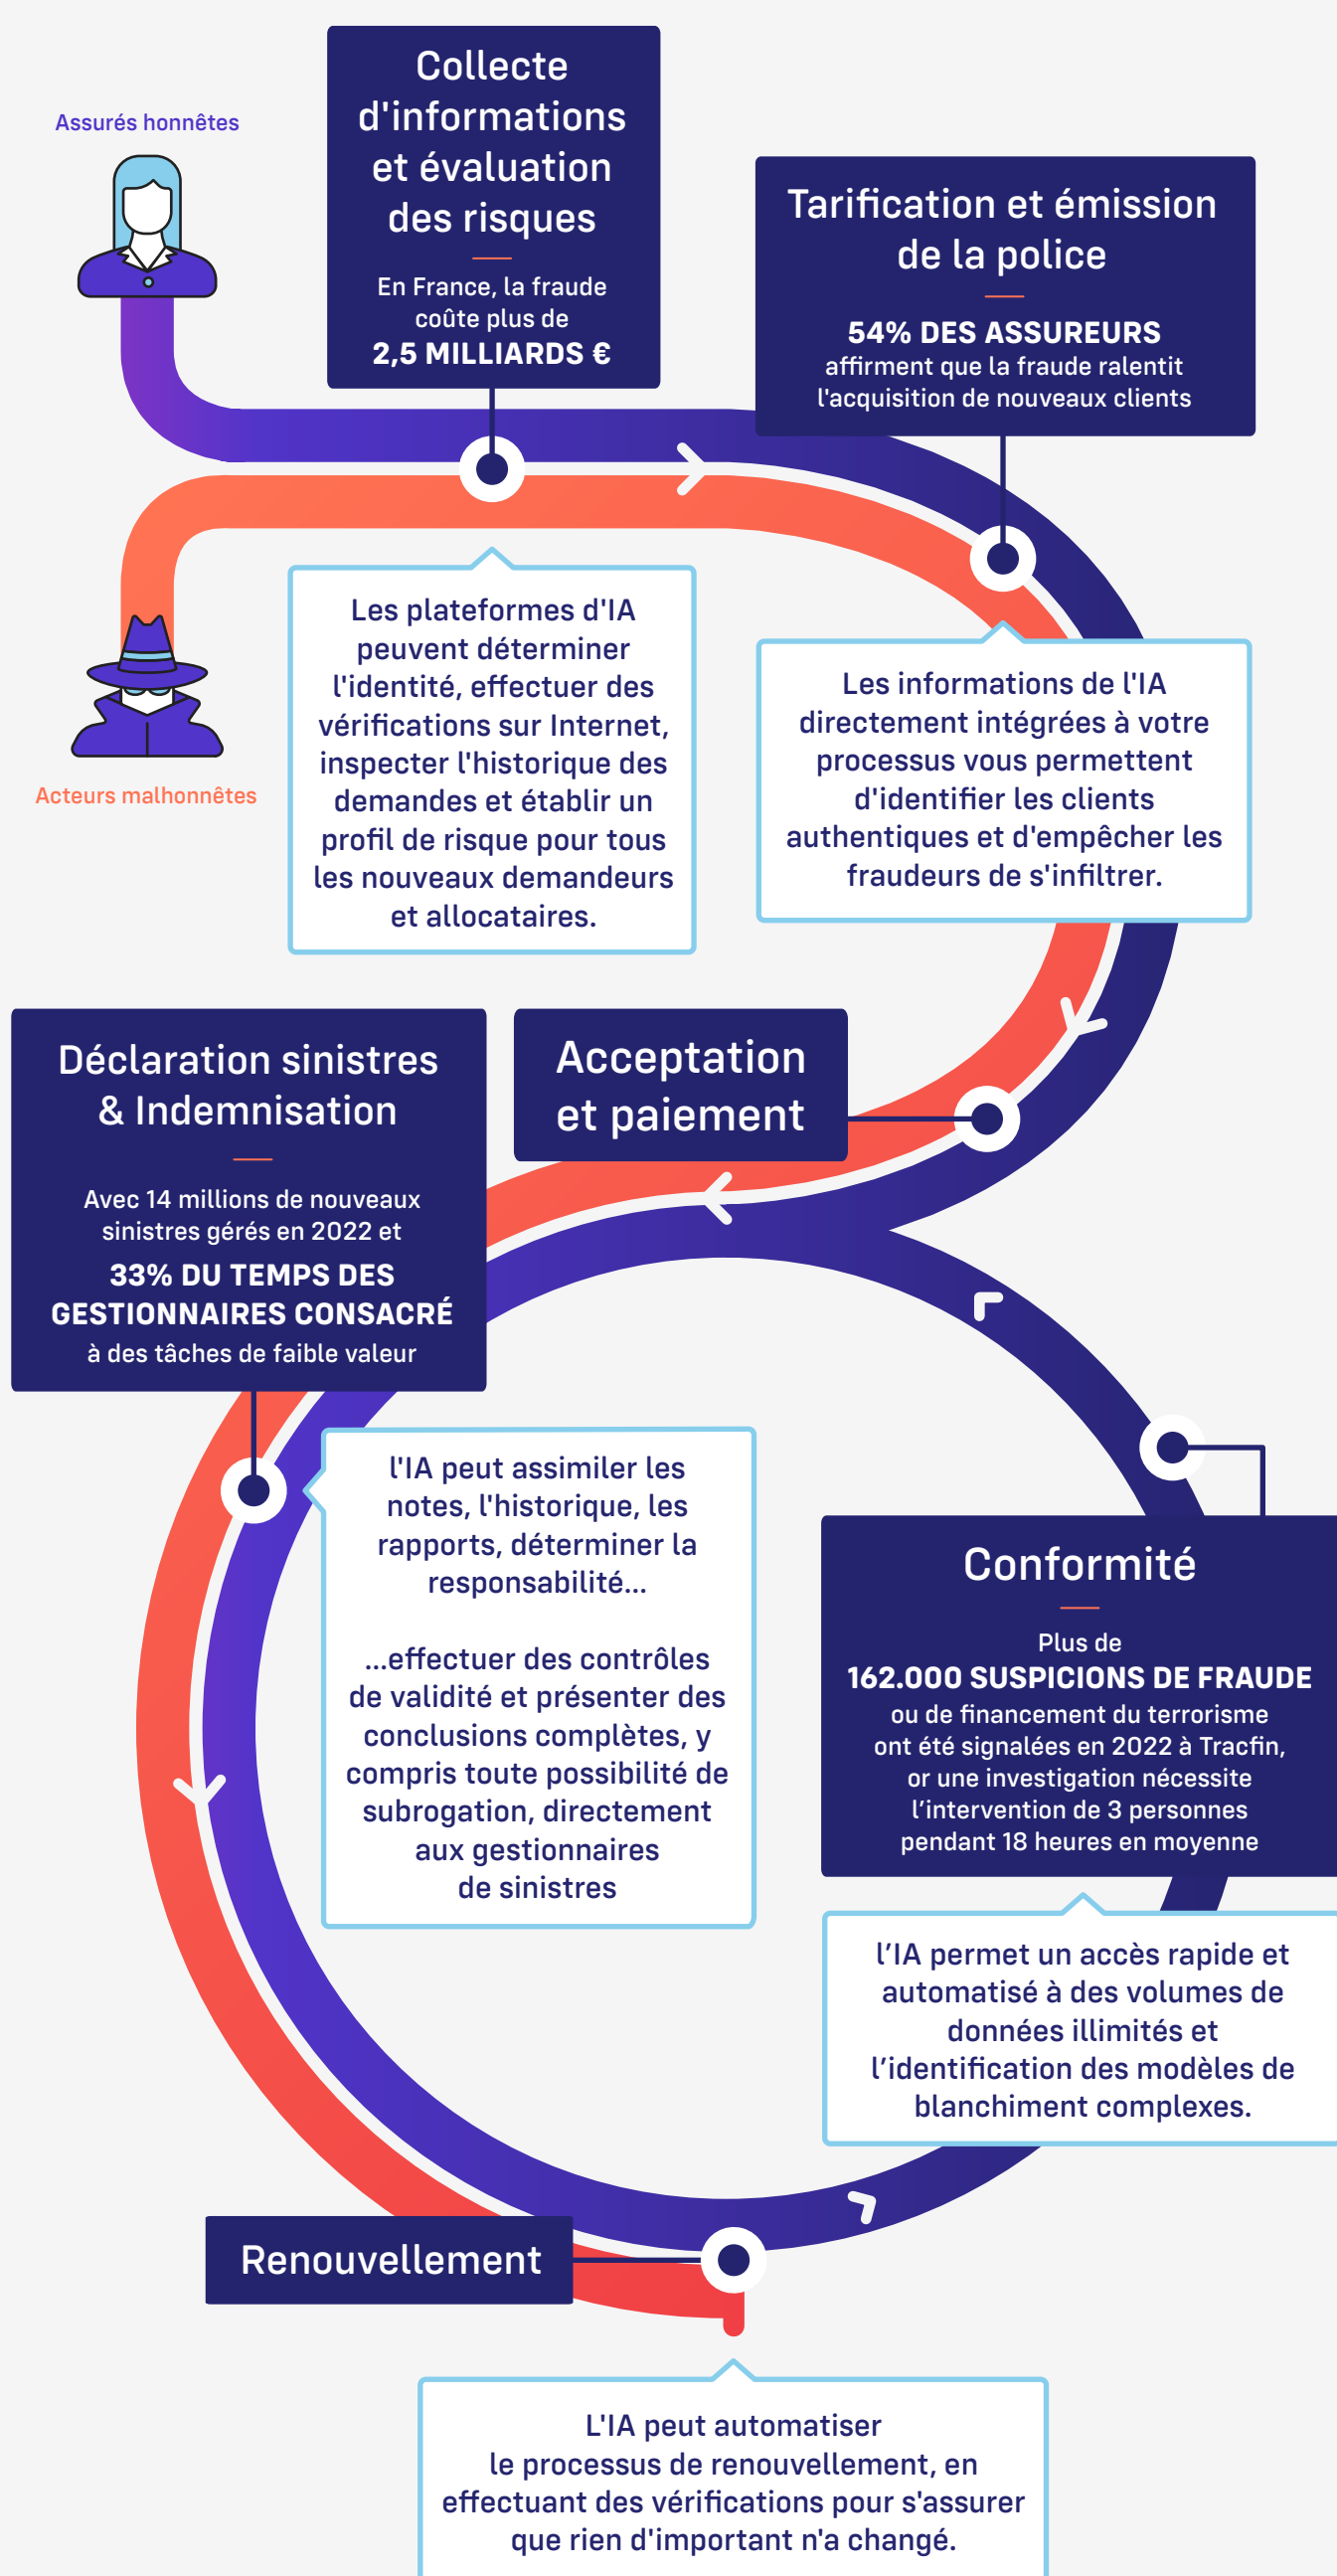 Assurés honnêtes
Collecte
d'informations
et évaluation
des risques
En France, la fraude
coûte plus de
2,5 MILLIARDS €
Tarification et émission
de la police
54% DES ASSUREURS
affirment que la fraude ralentit
l'acquisition de nouveaux clients
Acteurs malhonnêtes
Les plateformes d'IA
peuvent déterminer
l'identité, effectuer des
vérifications sur Internet,
inspecter l'historique des
demandes et établir un
profil de risque pour tous
les nouveaux demandeurs
et allocataires.
Les informations de l'IA
directement intégrées à votre
processus vous permettent
d'identifier les clients
authentiques et d'empêcher les
fraudeurs de s'infiltrer.
Acceptation
et paiement
Déclaration sinistres
& Indemnisation
Avec 14 millions de nouveaux
sinistres gérés en 2022 et
33% DU TEMPS DES
GESTIONNAIRES CONSACRÉ
à des tâches de faible valeur
l'IA peut assimiler les
notes, l'historique, les
rapports, déterminer la
responsabilité...
...effectuer des contrôles
de validité et présenter des
conclusions complètes, y
compris toute possibilité de
subrogation, directement
aux gestionnaires
de sinistres
Conformité
Plus de
162.000 SUSPICIONS DE FRAUDE
ou de financement du terrorisme
ont été signalées en 2022 à Tracfin,
or une investigation nécessite
l’intervention de 3 personnes
pendant 18 heures en moyenne
l’IA permet un accès rapide et
automatisé à des volumes de
données illimités et
l’identification des modèles de
blanchiment complexes.
Renouvellement
L'IA peut automatiser
le processus de renouvellement, en
effectuant des vérifications pour s'assurer
que rien d'important n'a changé.